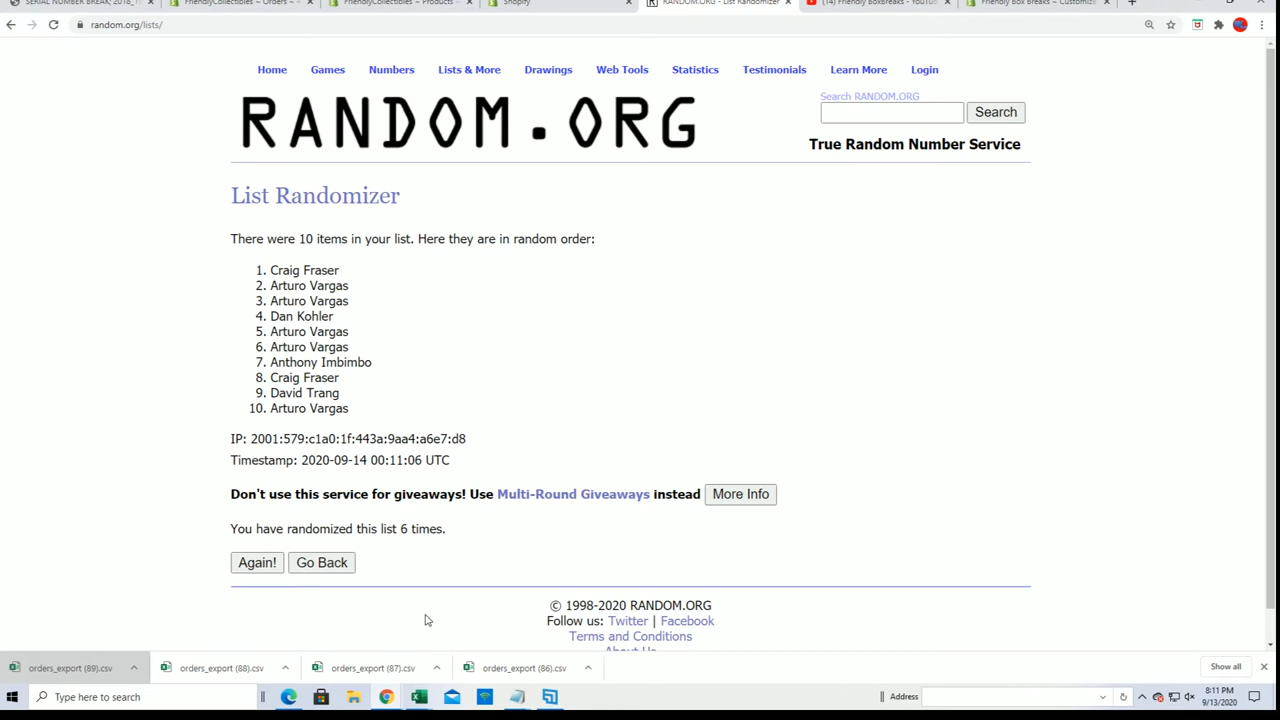 SERIAL NUMBER BREAK; 2018_
FriendlyCollectibles ~ Orders ~
FriendlyCollectibles ~ Products ~
Shopify
RANDOM.ORG - List Randomizer
(14) Friendly BoxBreaks - YouTu
Friendly Box Breaks ~ Customize
random.org/lists/
Home Games Numbers Lists & More Drawings Web Tools Statistics Testimonials Learn More Login
RANDOM.ORG
Search RANDOM.ORG
Search
True Random Number Service
List Randomizer
There were 10 items in your list. Here they are in random order:
1. Craig Fraser
2. Arturo Vargas
3. Arturo Vargas
4. Dan Kohler
5. Arturo Vargas
6. Arturo Vargas
7. Anthony Imbimbo
8. Craig Fraser
9. David Trang
10. Arturo Vargas
IP: 2001:579:c1a0:1f:443a:9aa4:a6e7:d8
Timestamp: 2020-09-14 00:11:06 UTC
Don't use this service for giveaways! Use Multi-Round Giveaways instead More Info
You have randomized this list 6 times.
Again! Go Back
© 1998-2020 RANDOM.ORG
Follow us: Twitter | Facebook
Terms and Conditions
About Us
orders_export (89).csv orders_export (88).csv orders_export (87).csv orders_export (86).csv Show all
Type here to search
Address
8:11 PM
9/13/2020